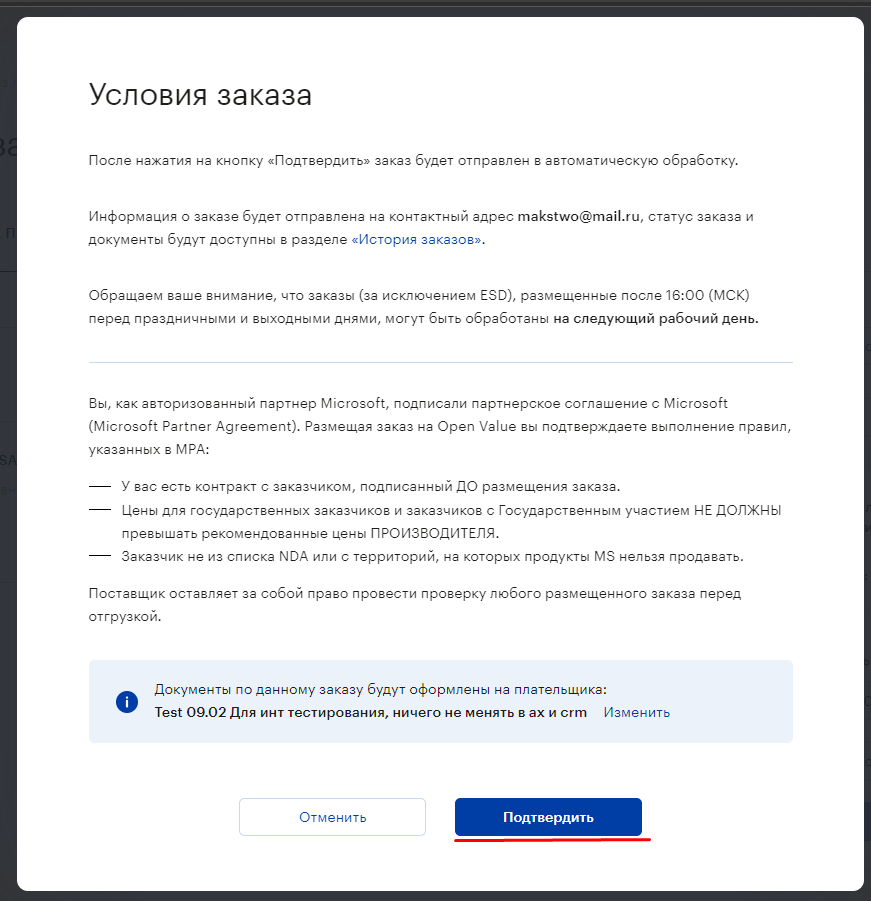 Условия заказа
После нажатия на кнопку «Подтвердить» заказ будет отправлен в автоматическую обработку.
Информация о заказе будет отправлена на контактный адрес makstwo@mail.ru, статус заказа и
документы будут доступны в разделе «История заказов».
Обращаем ваше внимание, что заказы (за исключением ESD), размещенные после 16:00 (МСК)
перед праздничными и выходными днями, могут быть обработаны на следующий рабочий день.
Вы, как авторизованный партнер Microsoft, подписали партнерское соглашение с Microsoft
(Microsoft Partner Agreement). Размещая заказ на Open Value вы подтверждаете выполнение правил,
указанных в MPA:
— У вас есть контракт с заказчиком, подписанный ДО размещения заказа.
— Цены для государственных заказчиков и заказчиков с Государственным участием НЕ ДОЛЖНЫ
превышать рекомендованные цены ПРОИЗВОДИТЕЛЯ.
— Заказчик не из списка NDA или с территорий, на которых продукты MS нельзя продавать.
Поставщик оставляет за собой право провести проверку любого размещенного заказа перед
отгрузкой.
Документы по данному заказу будут оформлены на плательщика:
Test 09.02 Для инт тестирования, ничего не менять в ах и crm Изменить
Отменить Подтвердить